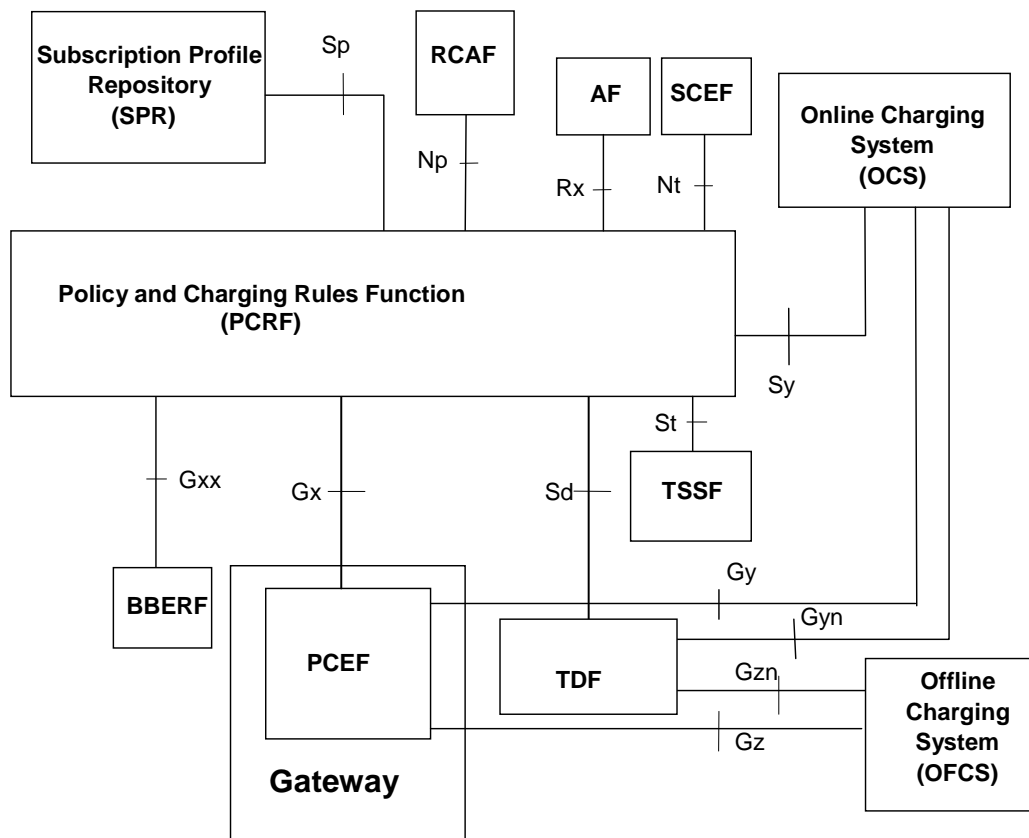 Subscription Profile
Repository
(SPR)
Sp
RCAF
AF
SCEF
Online Charging
System
(OCS)
Np
Rx
Nt
Policy and Charging Rules Function
(PCRF)
Sy
St
Gxx
Gx
Sd
TSSF
BBERF
Gy
Gyn
PCEF
TDF
Gzn
Gz
Offline
Charging
System
(OFCS)
Gateway